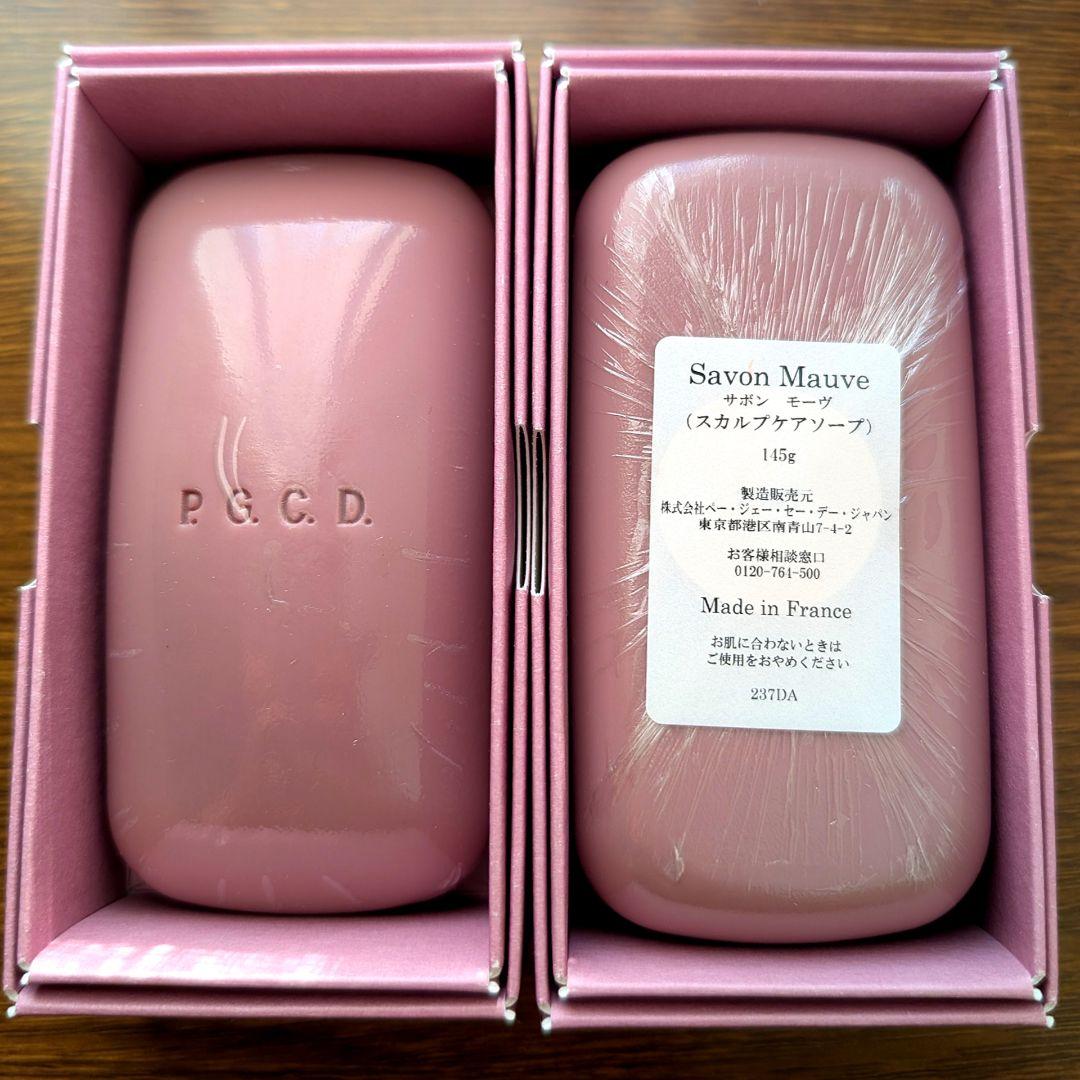 P. G. C. D.
Savon Mauve
サボン　モーヴ
（スカルプケアソープ）
145g
製造販売元
株式会社ペー・ジェー・セー・デー・ジャパン
東京都港区南青山7-4-2
お客様相談窓口
0120-764-500
Made in France
お肌に合わないときは
ご使用をおやめください
237DA